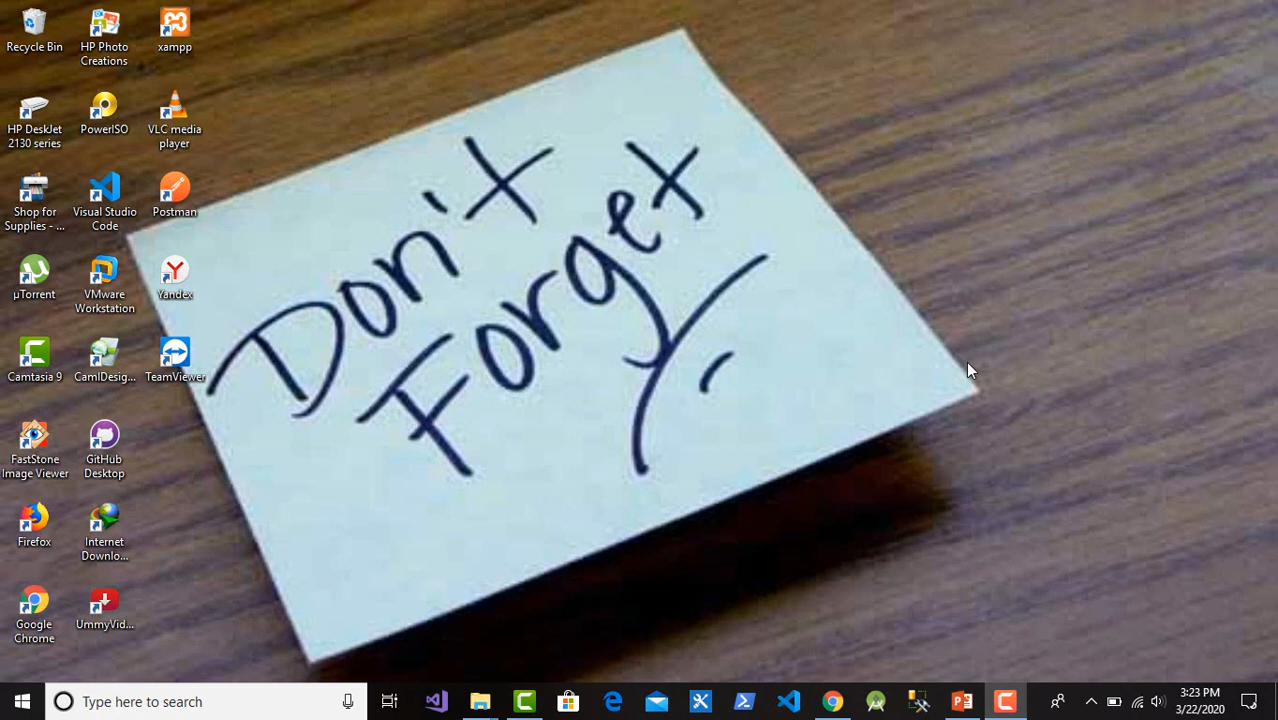 Recycle Bin
HP Photo
Creations
xampp
HP DeskJet
2130 series
PowerISO
VLC media
player
Shop for
Supplies - ...
Visual Studio
Code
Postman
µTorrent
VMware
Workstation
Yandex
Camtasia 9
CamlDesig...
TeamViewer
FastStone
Image Viewer
GitHub
Desktop
Firefox
Internet
Downlo...
Google
Chrome
UmmyVid...
Don't
Forget
Type here to search
3:23 PM
3/22/2020